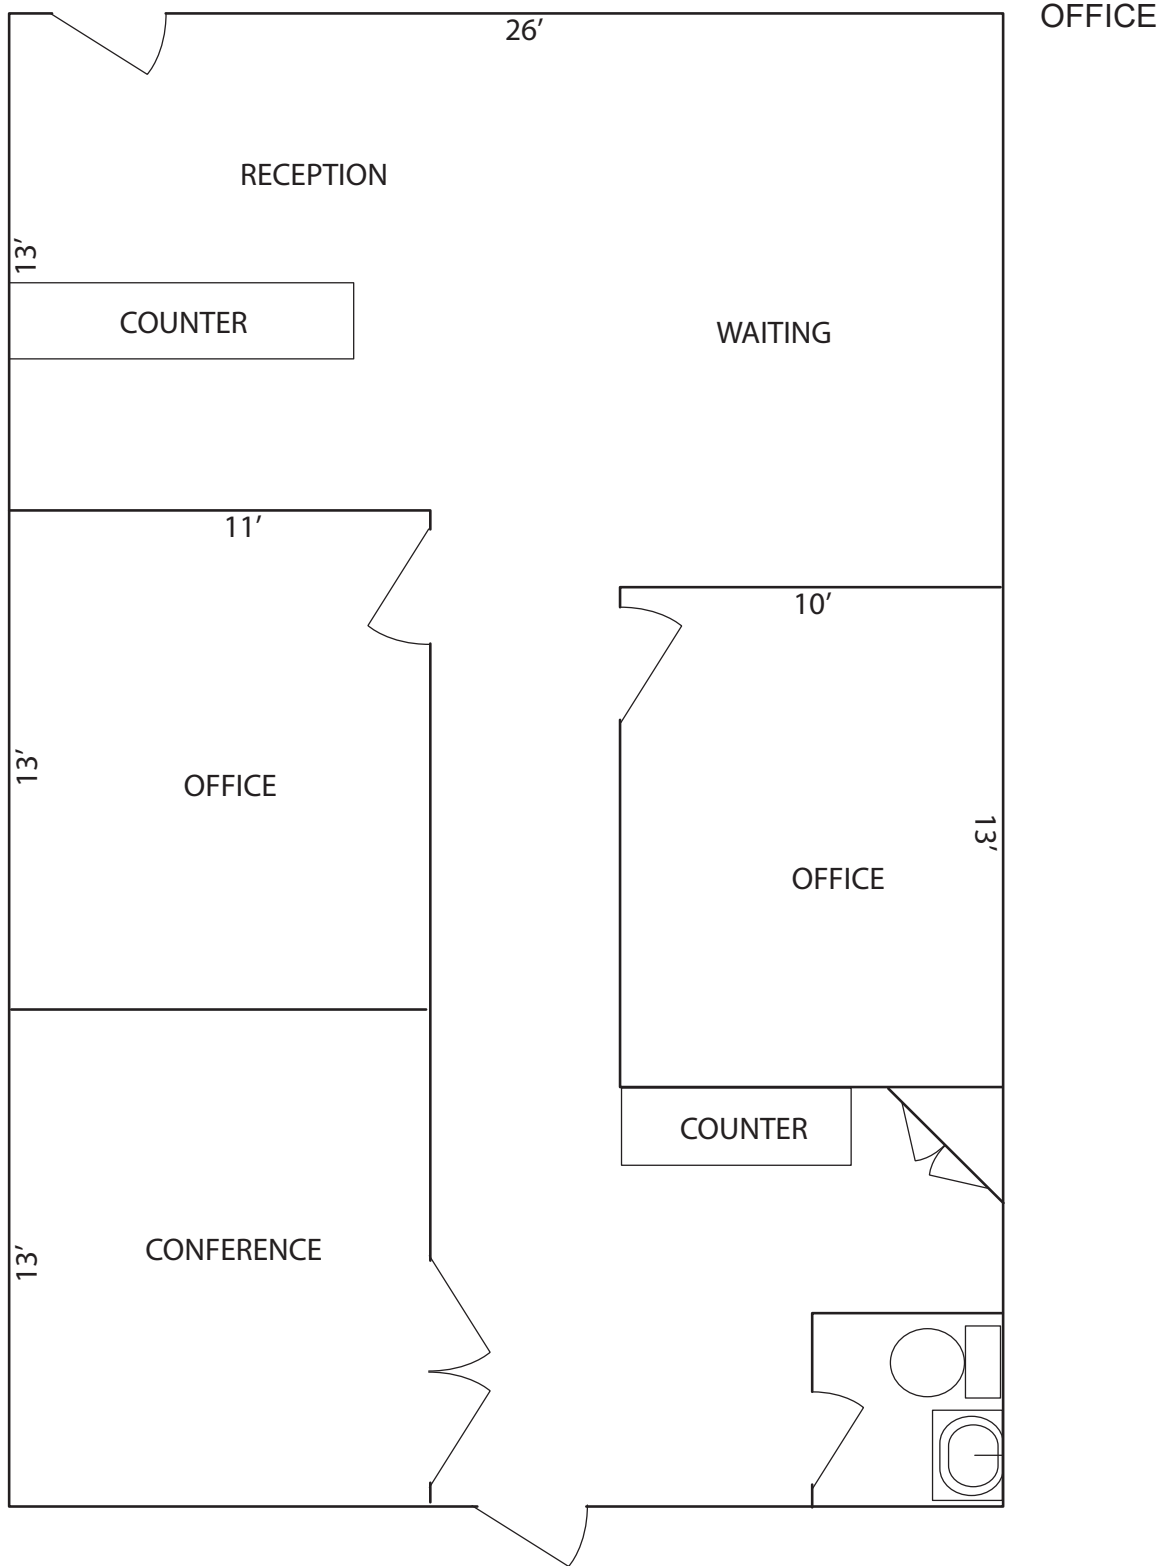 OFFICE
26’
RECEPTION
13’
COUNTER
WAITING
11’
10’
13’
OFFICE
13’
OFFICE
COUNTER
CONFERENCE
13’